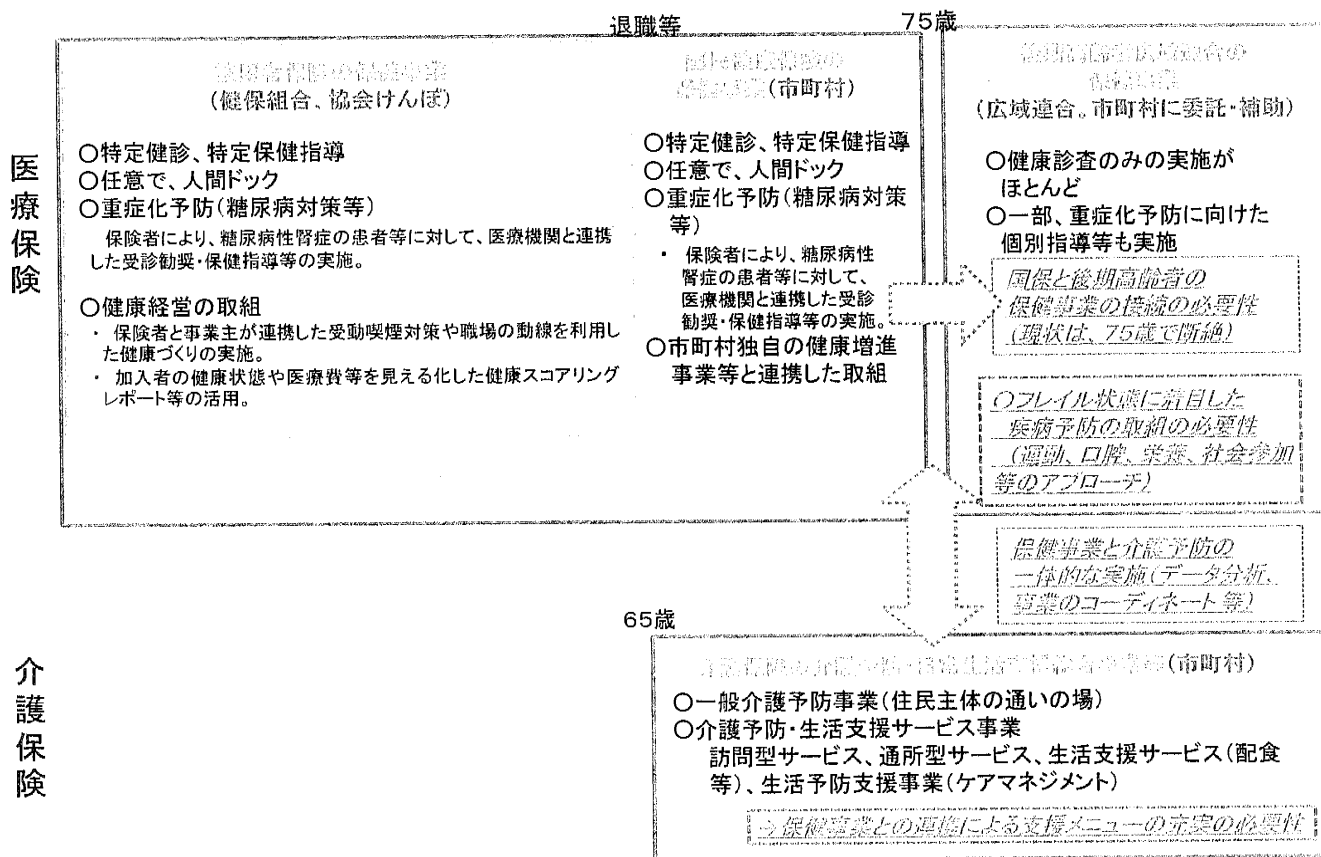 退職等
75歳
医療保険
(健保組合、協会けんぽ)
○特定健診、特定保健指導
○任意で、人間ドック
○重症化予防(糖尿病対策等)
保険者により、糖尿病性腎症の患者等に対して、医療機関と連携
した受診勧奨・保健指導等の実施。
○健康経営の取組
・ 保険者と事業主が連携した受動喫煙対策や職場の動線を利用し
た健康づくりの実施。
・ 加入者の健康状態や医療費等を見える化した健康スコアリング
レポート等の活用。
(市町村)
○特定健診、特定保健指導
○任意で、人間ドック
○重症化予防(糖尿病対策
等)
・ 保険者により、糖尿病性
腎症の患者等に対して、
医療機関と連携した受診
勧奨・保健指導等の実施。
○市町村独自の健康増進
事業等と連携した取組
(広域連合。市町村に委託・補助)
○健康診査のみの実施が
ほとんど
○一部、重症化予防に向けた
個別指導等も実施
国保と後期高齢者の
保健事業の接続の必要性
(現状は、75歳で断絶)
○フレイル状態に着目した
疾病予防の取組の必要性
(運動、口腔、栄養、社会参加
等のアプローチ)
保健事業と介護予防の
一体的な実施(データ分析、
事業のコーディネート等)
65歳
介護保険
(市町村)
○一般介護予防事業(住民主体の通いの場)
○介護予防・生活支援サービス事業
訪問型サービス、通所型サービス、生活支援サービス(配食
等)、生活予防支援事業(ケアマネジメント)
→保健事業との連携による支援メニューの充実の必要性